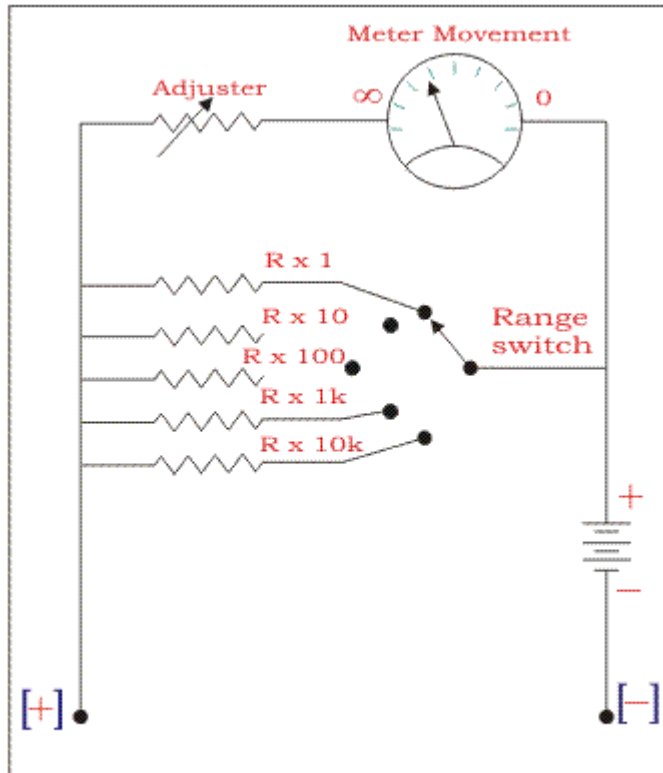 Meter Movement
Adjuster
∞
0
R x 1
R x 10
R x 100
R x 1k
R x 10k
Range
switch
+
−
[+]
[−]